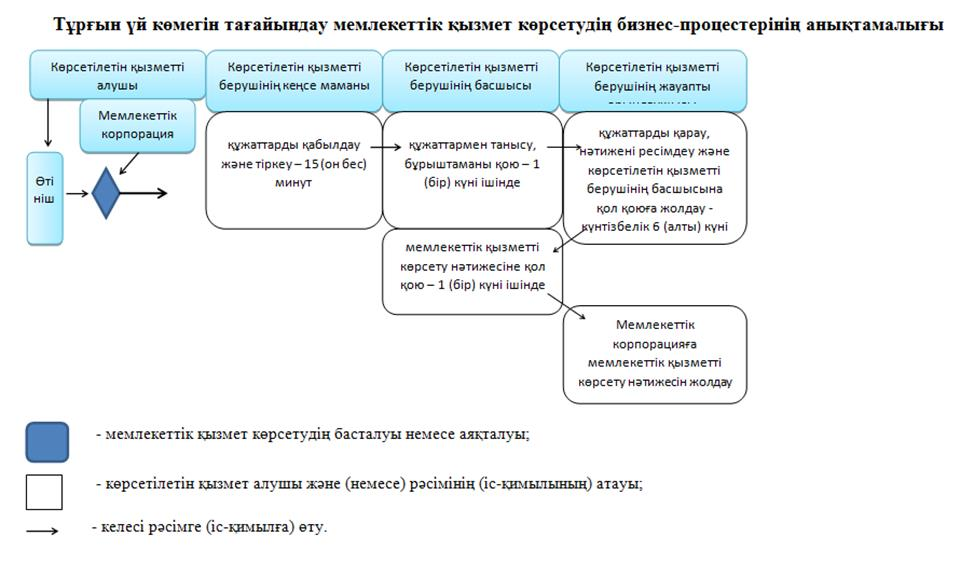 Тұрғын үй көмегін тағайындау мемлекеттік қызмет көрсетудің бизнес-процестерінің анықтамалығы
Көрсетілетін қызметті
алушы
Көрсетілетін қызметті
берушінің кеңсе маманы
Көрсетілетін қызметті
берушінің басшысы
Көрсетілетін қызметті
берушінің жауапты
Мемлекеттік
корпорация
Өті
ніш
құжаттарды қабылдау
және тіркеу – 15 (он бес)
минут
құжаттармен танысу,
бұрыштаманы қою – 1
(бір) күні ішінде
құжаттарды қарау,
нәтижені ресімдеу және
көрсетілетін қызметті
берушінің басшысына
қол қоюға жолдау -
күнтізбелік 6 (алты) күні
мемлекеттік қызметті
көрсету нәтижесіне қол
қою – 1 (бір) күні ішінде
Мемлекеттік
корпорацияға
мемлекеттік қызметті
көрсету нәтижесін жолдау
- мемлекеттік қызмет көрсетудің басталуы немесе аяқталуы;
- көрсетілетін қызмет алушы және (немесе) рәсімінің (іс-қимылының) атауы;
- келесі рәсімге (іс-қимылға) өту.